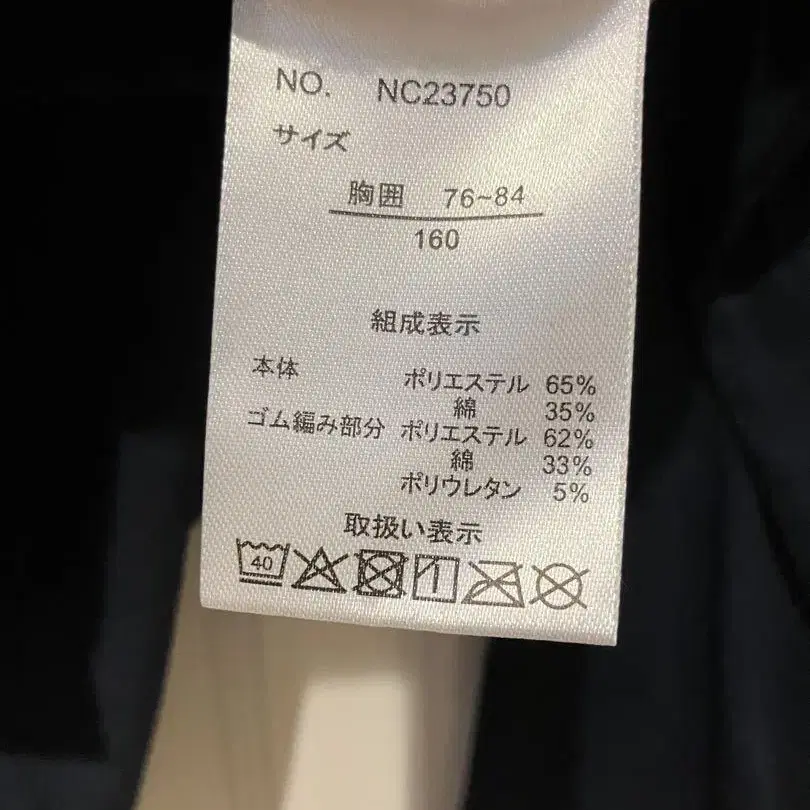 NO. NC23750
サイズ
胸囲 76~84
160
組成表示
本体 ポリエステル 65%
綿 35%
ゴム編み部分 ポリエステル 62%
綿 33%
ポリウレタン 5%
取扱い表示
40